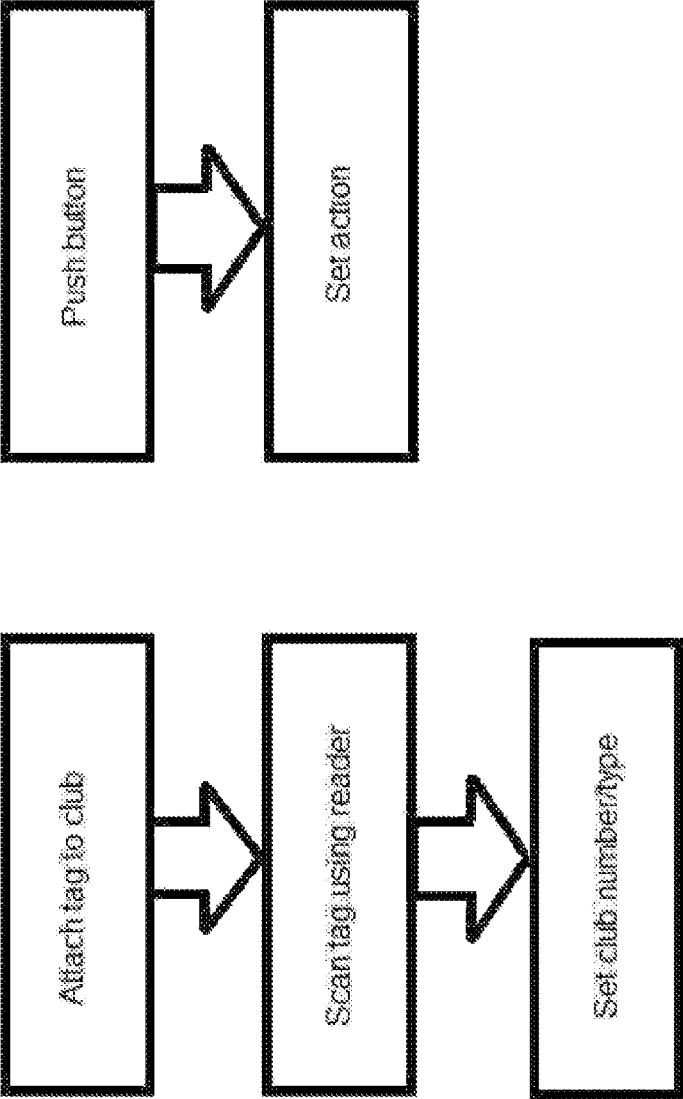 Attach tag to club
Scan tag using reader
Set club number/type
Push button
Set action